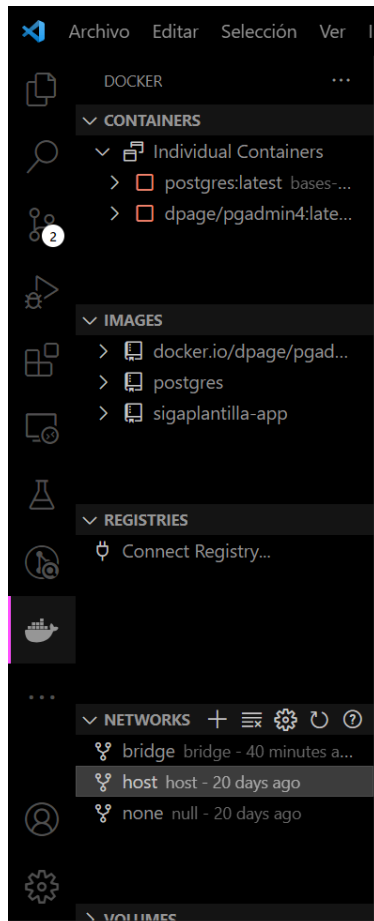 Archivo Editar Selección Ver I
DOCKER ...
CONTAINERS
Individual Containers
postgres:latest bases-...
dpage/pgadmin4:late...
2
IMAGES
docker.io/dpage/pgad...
postgres
sigaplantilla-app
REGISTRIES
Connect Registry...
NETWORKS
bridge bridge - 40 minutes a...
host host - 20 days ago
none null - 20 days ago
VOLUMES